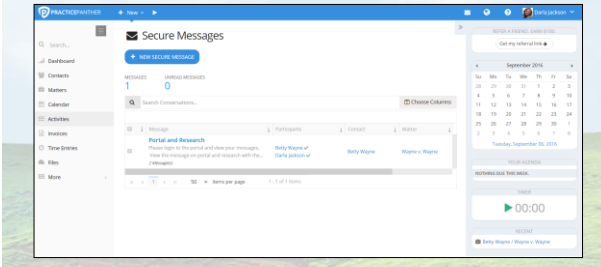 PRACTICEPANTHER
+ New
Darla Jackson
Search...
Dashboard
Contacts
Matters
Calendar
Activities
Invoices
Time Entries
Files
More
Secure Messages
+ NEW SECURE MESSAGE
MESSAGES
1
UNREAD MESSAGES
0
Search Conversations...
Choose Columns
Message
Participants
Contact
Matter
Portal and Research
Please login to the portal and view your messages.
View the message on portal and research with the...
2 Message(s)
Betty Wayne
Darla Jackson
Betty Wayne
Wayne v. Wayne
1
50
items per page
1 - 1 of 1 items
REFER A FRIEND, EARN $100.
Get my referral link
September 2016
Su Mo Tu We Th Fr Sa
28 29 30 31 1 2 3
4 5 6 7 8 9 10
11 12 13 14 15 16 17
18 19 20 21 22 23 24
25 26 27 28 29 30 1
2 3 4 5 6 7 8
Tuesday, September 06, 2016
YOUR AGENDA
NOTHING DUE THIS WEEK.
TIMER
00:00
RECENT
Betty Wayne / Wayne v. Wayne